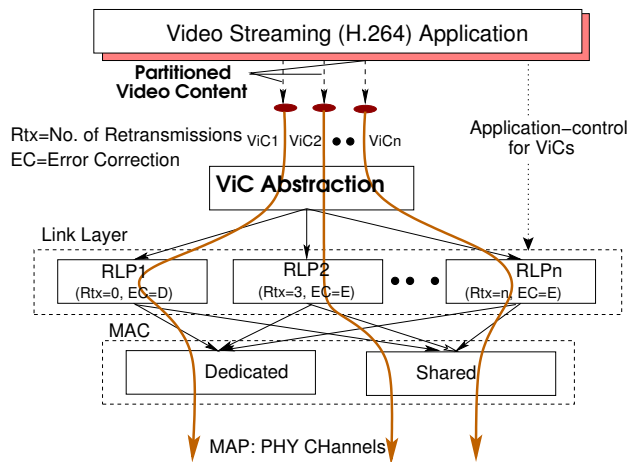 Video Streaming (H.264) Application
Partitioned
Video Content
Rtx=No. of Retransmissions
EC=Error Correction
ViC1
ViC2
ViCn
Application−control
for ViCs
ViC Abstraction
Link Layer
RLP1
(Rtx=0, EC=D)
RLP2
(Rtx=3, EC=E)
RLPn
(Rtx=n, EC=E)
MAC
Dedicated
Shared
MAP: PHY CHannels